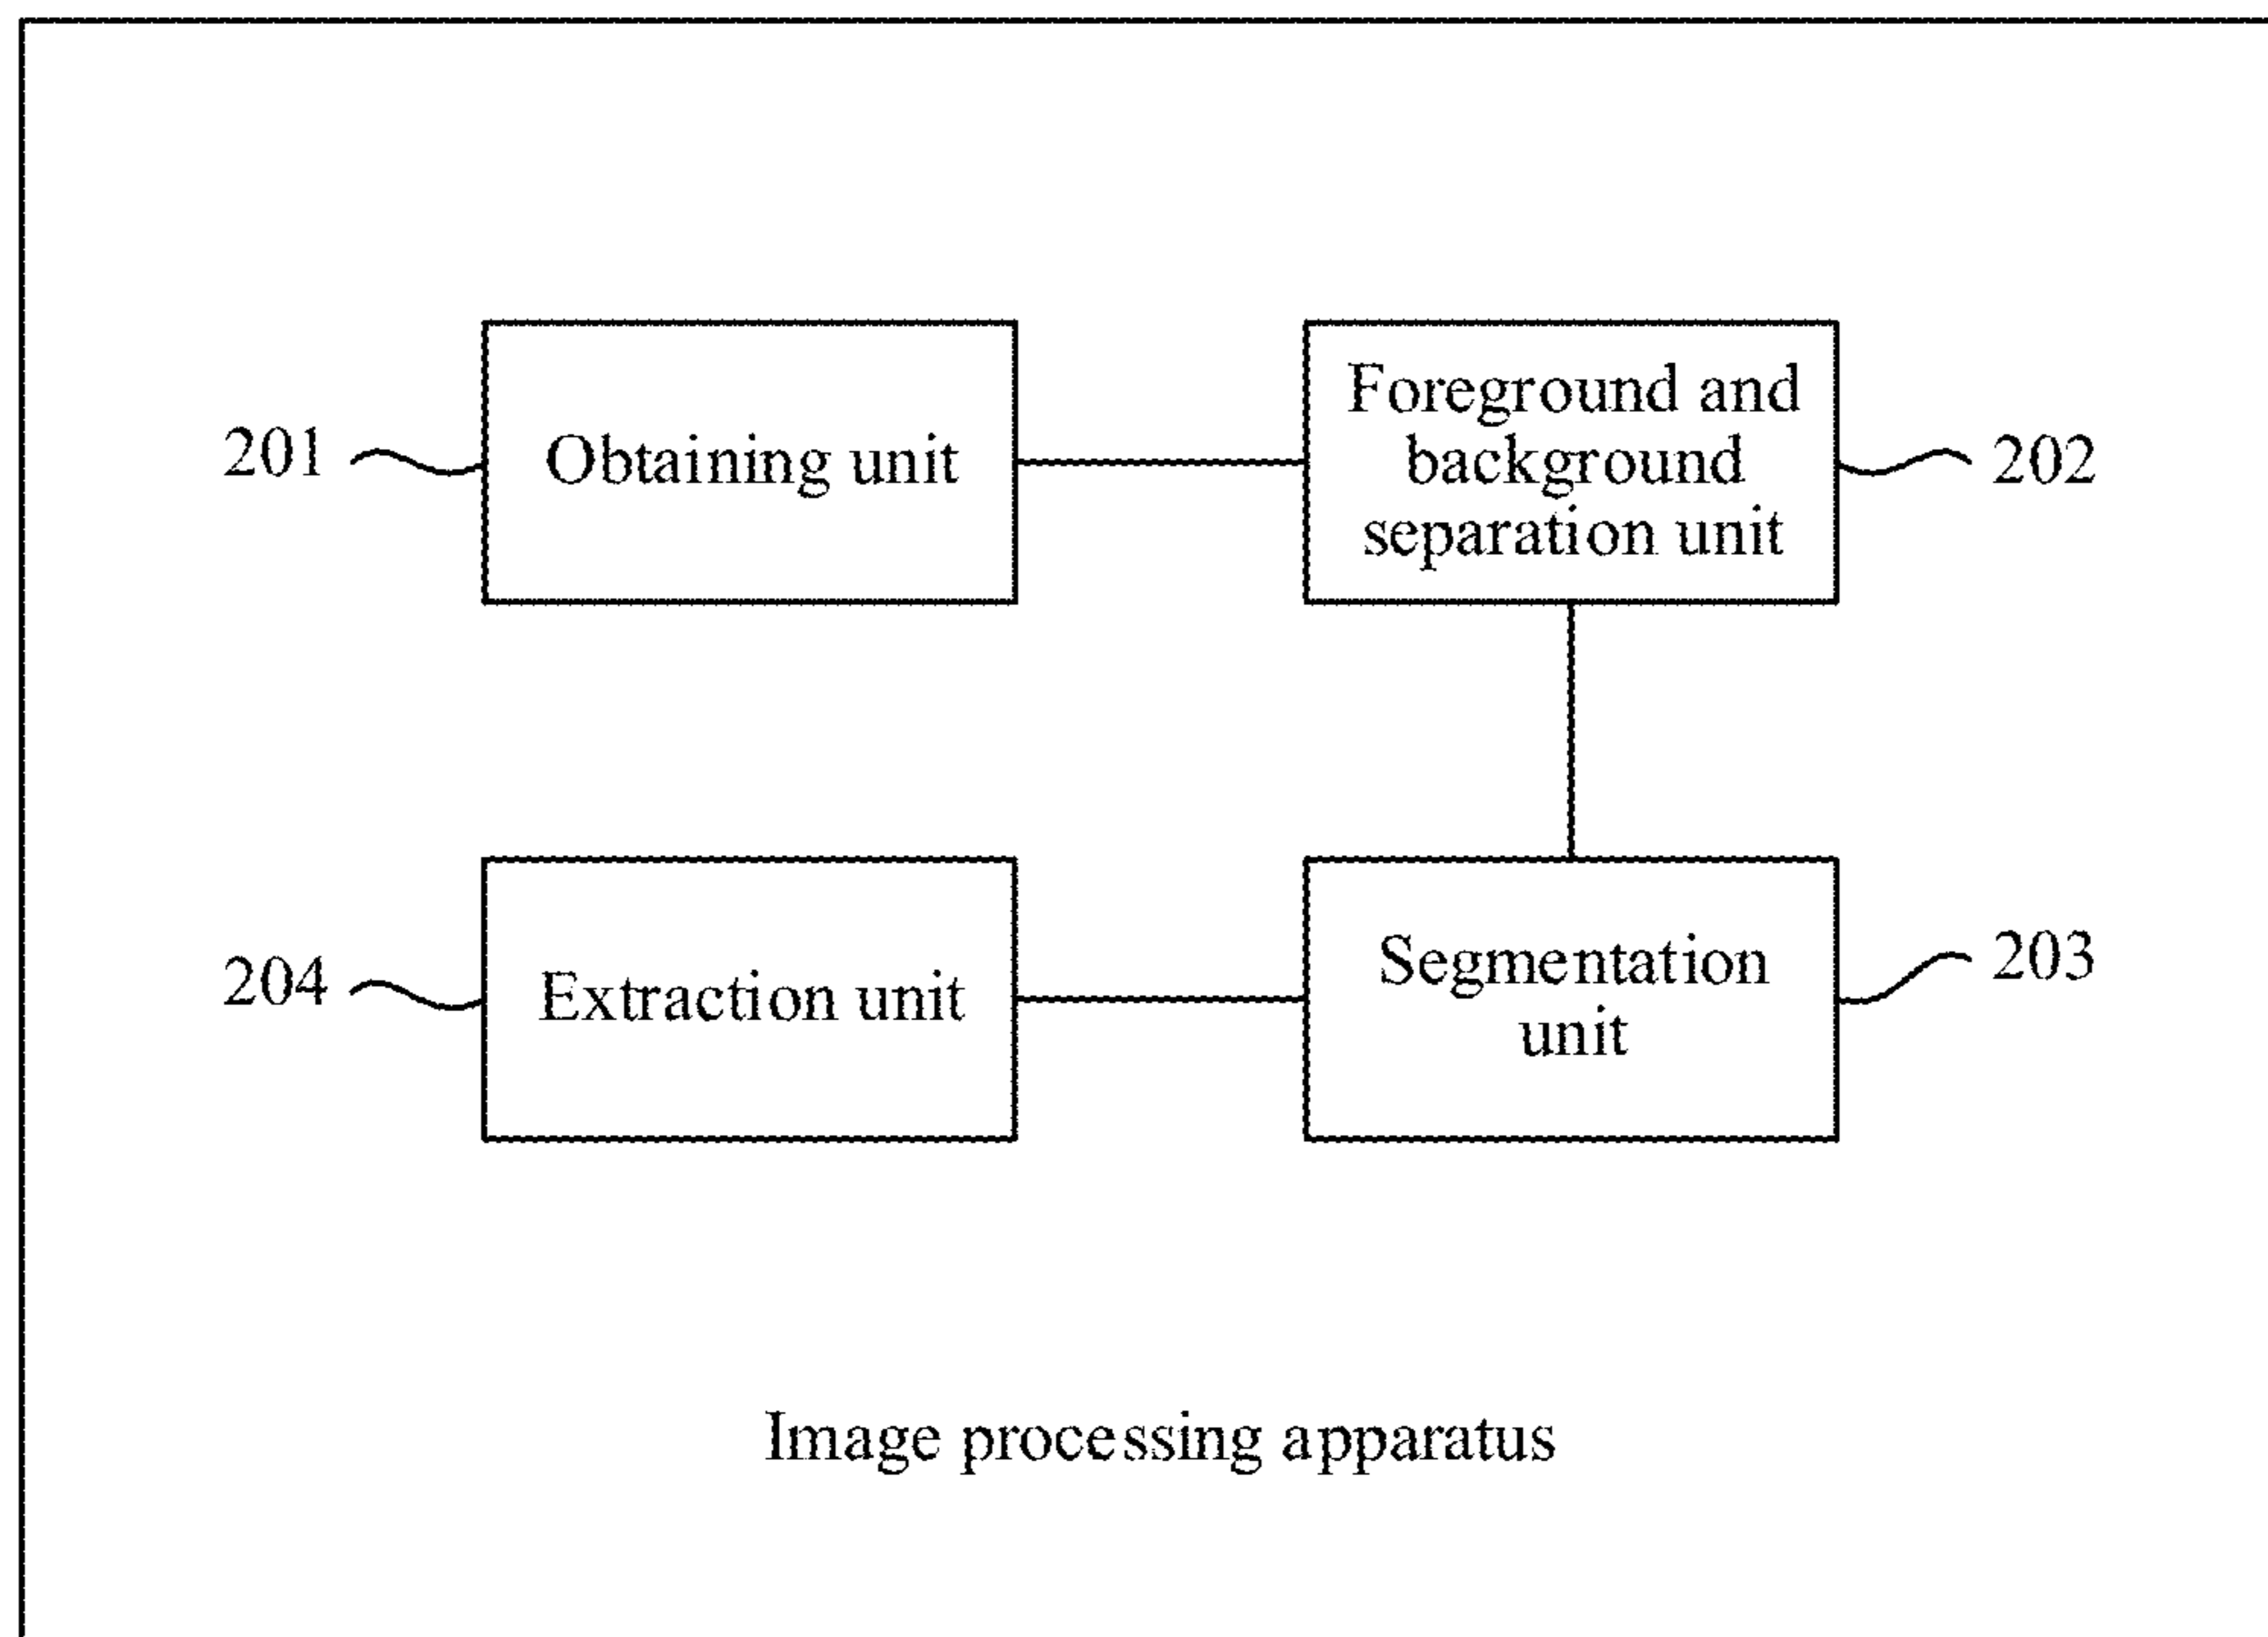 201
Obtaining unit
Foreground and
background
separation unit
202
204
Extraction unit
Segmentation
unit
203
Image processing apparatus